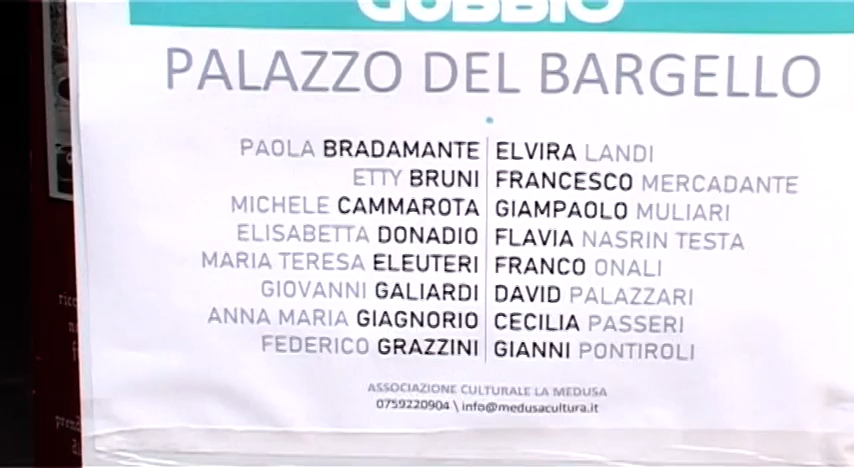 GUBBIO
PALAZZO DEL BARGELLO
PAOLA BRADAMANTE
ETTY BRUNI
MICHELE CAMMAROTA
ELISABETTA DONADIO
MARIA TERESA ELEUTERI
GIOVANNI GALIARDI
ANNA MARIA GIAGNORIO
FEDERICO GRAZZINI
ELVIRA LANDI
FRANCESCO MERCADANTE
GIAMPAOLO MULIARI
FLAVIA NASRIN TESTA
FRANCO ONALI
DAVID PALAZZARI
CECILIA PASSERI
GIANNI PONTIROLI
ASSOCIAZIONE CULTURALE LA MEDUSA
0759220904 \ info@medusacultura.it